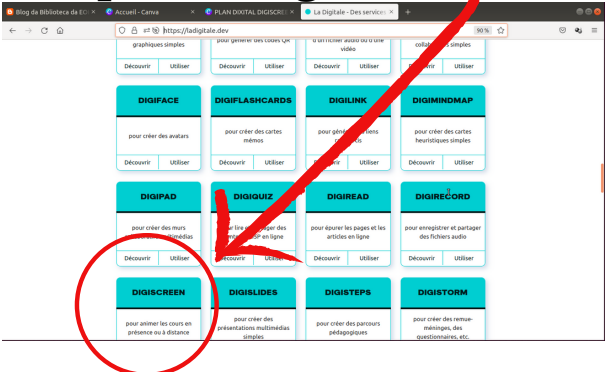 Blog da Biblioteca da EOI
Accueil - Canva
PLAN DIXITAL DIGISCREE
La Digitale - Des services
https://ladigitale.dev
90 %
graphiques simples
pour générer des codes QR
d'un fichier audio ou d'une vidéo
simples
Découvrir Utiliser
Découvrir Utiliser
Découvrir Utiliser
Découvrir Utiliser
DIGIFACE
DIGIFLASHCARDS
DIGILINK
DIGIMINDMAP
pour créer des avatars
pour créer des cartes
mémos
pour liens
pour créer des cartes
heuristiques simples
Découvrir Utiliser
Découvrir Utiliser
Utiliser
Découvrir Utiliser
DIGIPAD
DIGIQUIZ
DIGIREAD
DIGIRECORD
pour créer des murs
multimédias
lire des
en ligne
pour épurer les pages et les
articles en ligne
pour enregistrer et partager
des fichiers audio
Découvrir Utiliser
Découvrir Utiliser
Découvrir Utiliser
Découvrir Utiliser
DIGISCREEN
DIGISLIDES
DIGISTEPS
DIGISTORM
pour animer les cours en
présence ou à distance
pour créer des
présentations multimédias
simples
pour créer des parcours
pédagogiques
pour créer des remue-
méninges, des
questionnaires, etc.